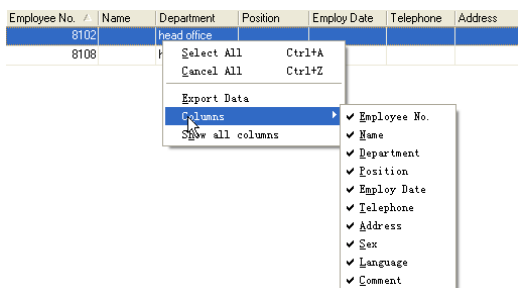 Employee No. Name Department Position Employ Date Telephone Address
8102 head office
8108
Select All Ctrl+A
Cancel All Ctrl+Z
Export Data
Columns
Show all columns
Employee No.
Name
Department
Position
Employ Date
Telephone
Address
Sex
Language
Comment